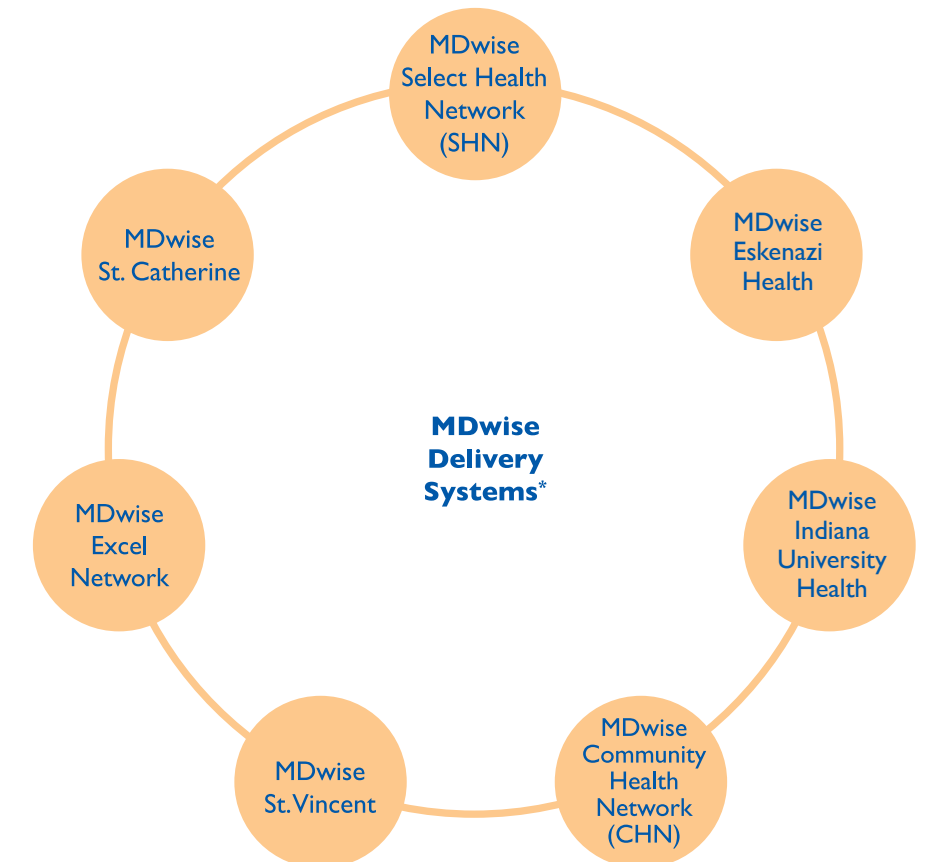 MDwise
Select Health
Network
(SHN)
MDwise
Eskenazi
Health
MDwise
Indiana
University
Health
MDwise
Community
Health
Network
(CHN)
MDwise
St. Vincent
MDwise
Excel
Network
MDwise
St. Catherine
MDwise
Delivery
Systems*